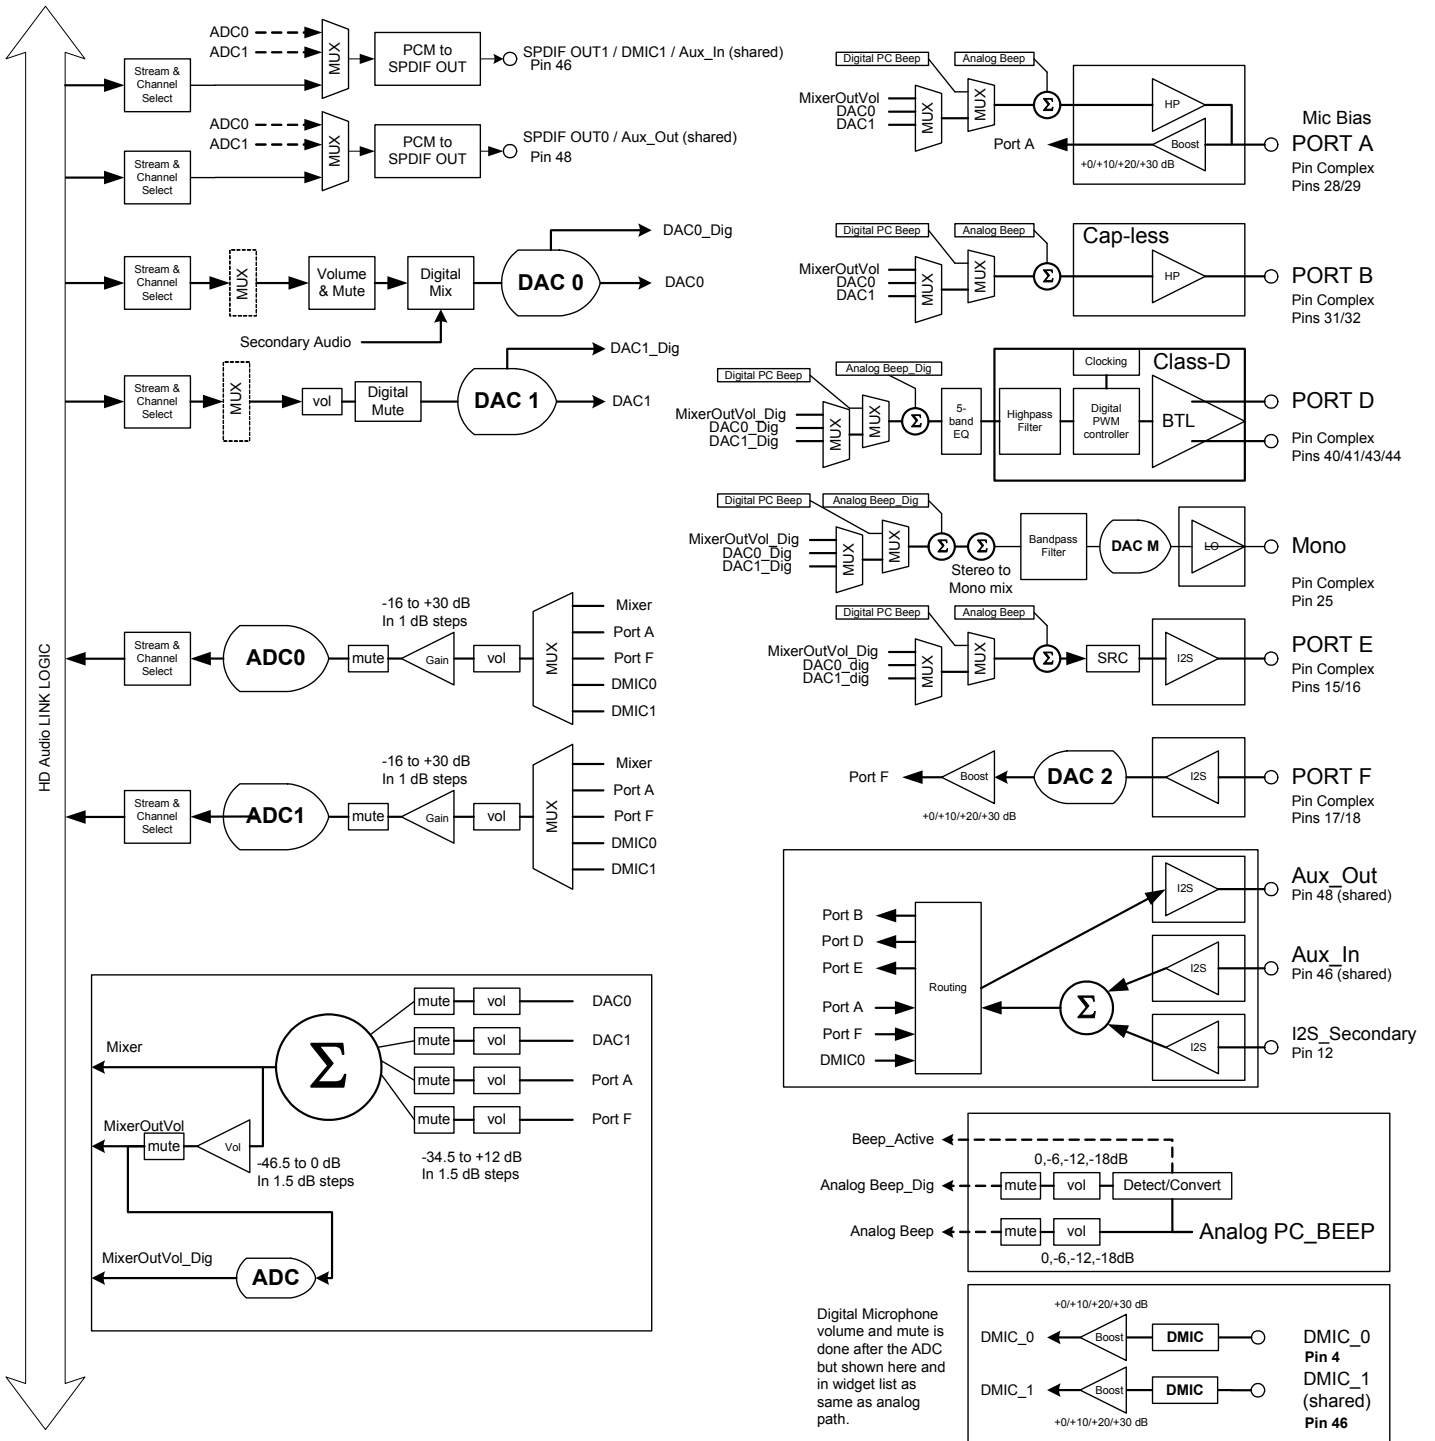 HD Audio LINK LOGIC
ADC0
ADC1
MUX
Stream &
Channel
Select
PCM to
SPDIF OUT
SPDIF OUT1 / DMIC1 / Aux_In (shared)
Pin 46
ADC0
ADC1
MUX
Stream &
Channel
Select
PCM to
SPDIF OUT
SPDIF OUT0 / Aux_Out (shared)
Pin 48
Stream &
Channel
Select
MUX
Volume
& Mute
Digital
Mix
DAC 0
DAC0_Dig
DAC0
Secondary Audio
Stream &
Channel
Select
MUX
vol
Digital
Mute
DAC 1
DAC1_Dig
DAC1
Stream &
Channel
Select
ADC0
mute
-16 to +30 dB
In 1 dB steps
Gain
vol
MUX
Mixer
Port A
Port F
DMIC0
DMIC1
Stream &
Channel
Select
ADC1
mute
-16 to +30 dB
In 1 dB steps
Gain
vol
MUX
Mixer
Port A
Port F
DMIC0
DMIC1
Mixer
MixerOutVol
mute
Vol
-46.5 to 0 dB
In 1.5 dB steps
MixerOutVol_Dig
ADC
Σ
mute
vol
DAC0
mute
vol
DAC1
mute
vol
Port A
mute
vol
Port F
-34.5 to +12 dB
In 1.5 dB steps
Digital PC Beep
Analog Beep
MixerOutVol
DAC0
DAC1
MUX
MUX
Σ
HP
Port A
Boost
+0/+10/+20/+30 dB
Mic Bias
PORT A
Pin Complex
Pins 28/29
Digital PC Beep
Analog Beep
MixerOutVol
DAC0
DAC1
MUX
MUX
Σ
Cap-less
HP
PORT B
Pin Complex
Pins 31/32
Digital PC Beep
Analog Beep_Dig
MixerOutVol_Dig
DAC0_Dig
DAC1_Dig
MUX
MUX
Σ
5-
band
EQ
Highpass
Filter
Clocking
Digital
PWM
controller
Class-D
BTL
PORT D
Pin Complex
Pins 40/41/43/44
Digital PC Beep
Analog Beep_Dig
MixerOutVol_Dig
DAC0_Dig
DAC1_Dig
MUX
MUX
Σ
Σ
Stereo to
Mono mix
Bandpass
Filter
DAC M
LO
Mono
Pin Complex
Pin 25
Digital PC Beep
Analog Beep
MixerOutVol_Dig
DAC0_dig
DAC1_dig
MUX
MUX
Σ
SRC
I2S
PORT E
Pin Complex
Pins 15/16
Port F
Boost
+0/+10/+20/+30 dB
DAC 2
I2S
PORT F
Pin Complex
Pins 17/18
Port B
Port D
Port E
Port A
Port F
DMIC0
Routing
Σ
I2S
Aux_Out
Pin 48 (shared)
I2S
Aux_In
Pin 46 (shared)
I2S
I2S_Secondary
Pin 12
Beep_Active
0,-6,-12,-18dB
Analog Beep_Dig
mute
vol
Detect/Convert
Analog Beep
mute
vol
Analog PC_BEEP
0,-6,-12,-18dB
Digital Microphone
volume and mute is
done after the ADC
but shown here and
in widget list as
same as analog
path.
+0/+10/+20/+30 dB
DMIC_0
Boost
DMIC
DMIC_0
Pin 4
DMIC_1
Boost
DMIC
DMIC_1
(shared)
Pin 46
+0/+10/+20/+30 dB